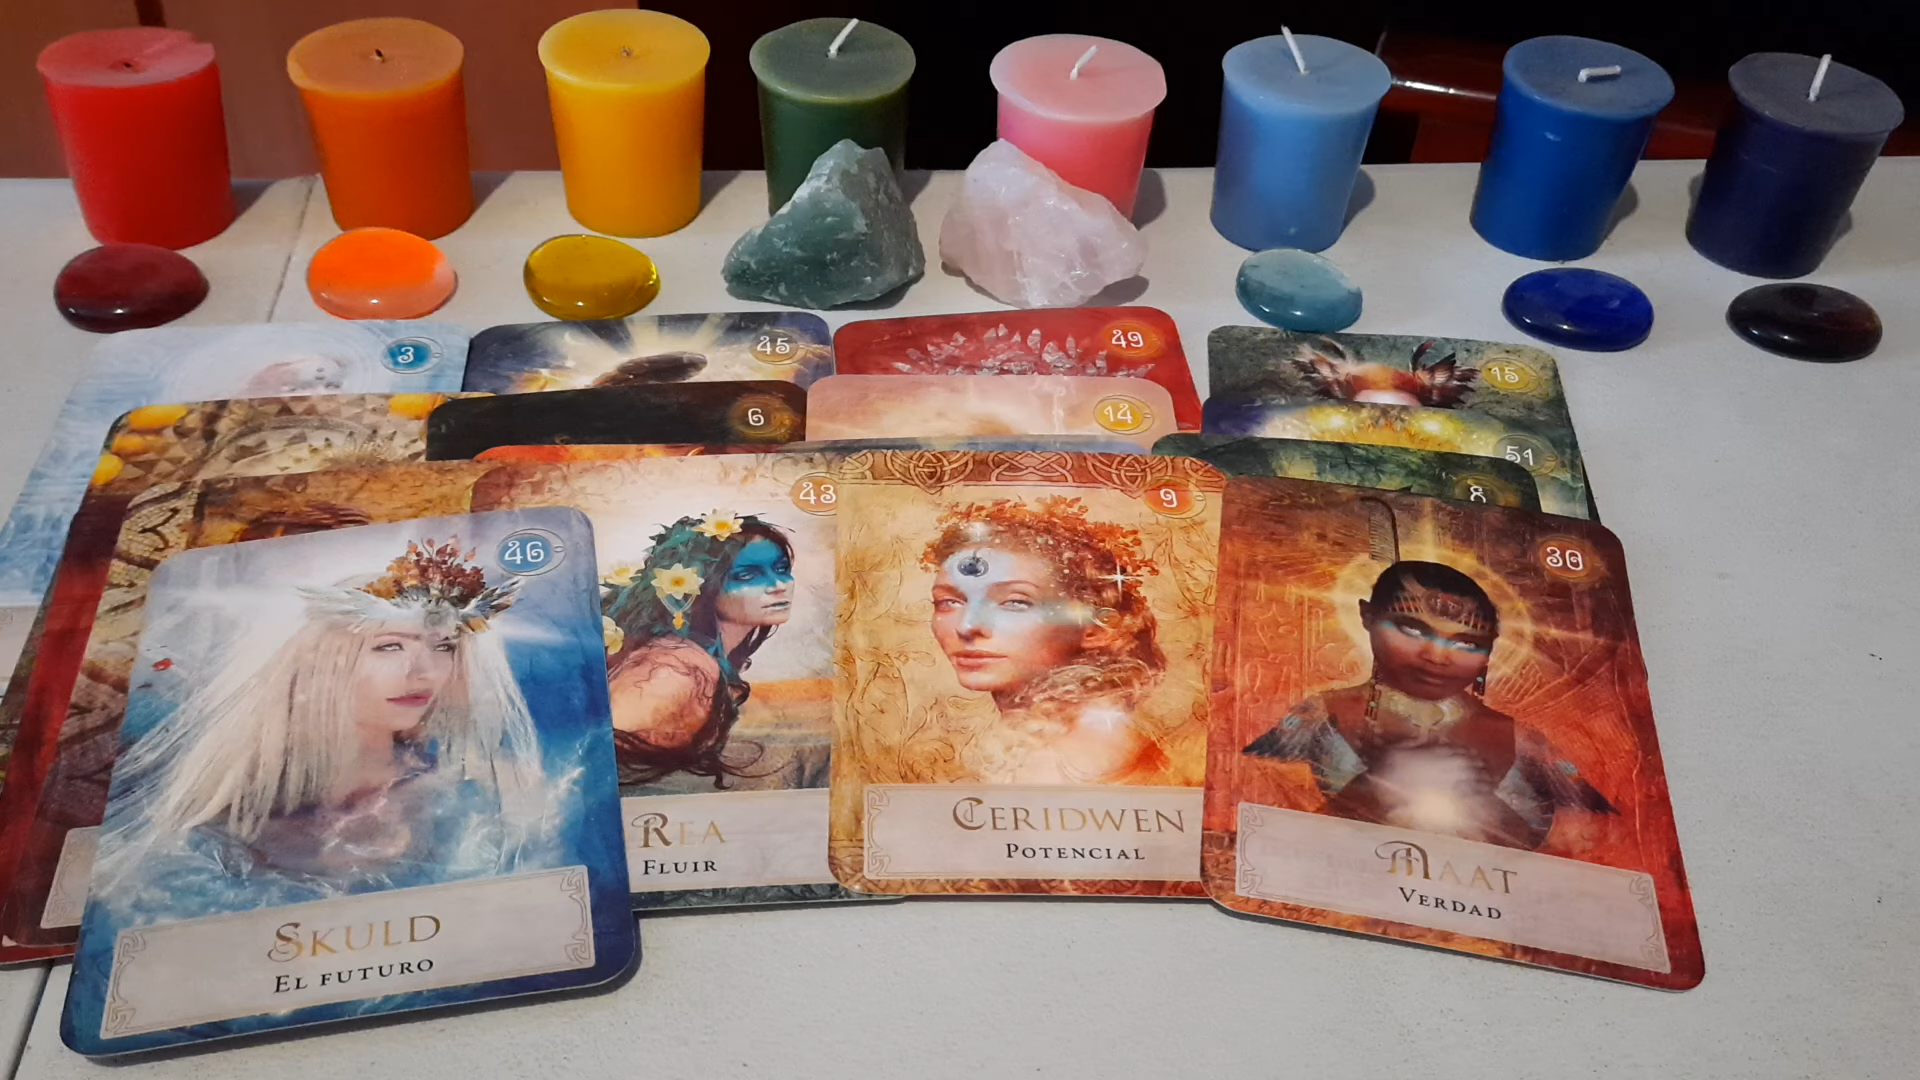 3
45
49
15
6
14
51
8
46
43
9
30
Skuld
El futuro
Rea
Fluir
Ceridwen
Potencial
Maat
Verdad